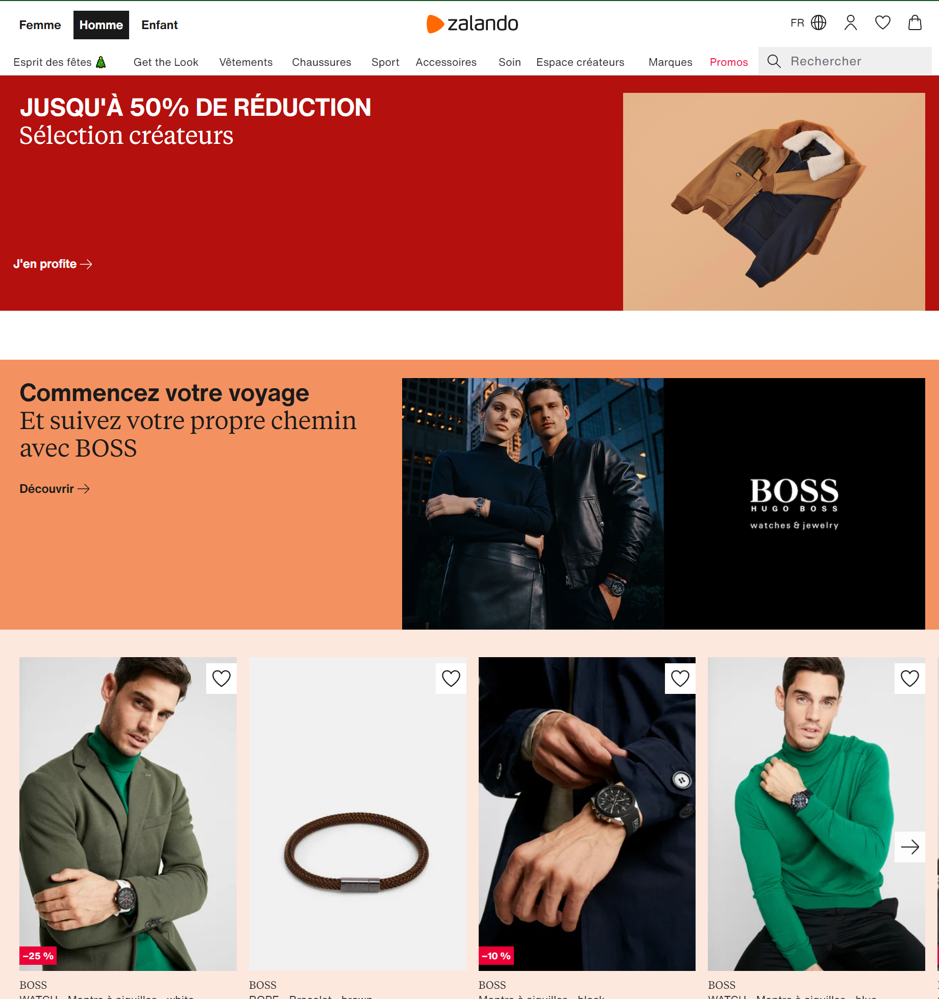 Femme Homme Enfant
zalando
FR
Esprit des fêtes Get the Look Vêtements Chaussures Sport Accessoires Soin Espace créateurs Marques Promos Rechercher
JUSQU'À 50% DE RÉDUCTION
Sélection créateurs
J'en profite
Commencez votre voyage
Et suivez votre propre chemin
avec BOSS
Découvrir
BOSS
HUGO BOSS
watches & jewelry
–25 %
–10 %
BOSS
BOSS
BOSS
BOSS
WATCH - Montre à aiguilles - white
ROPE - Bracelet - brown
Montre à aiguilles - black
WATCH - Montre à aiguilles - blue